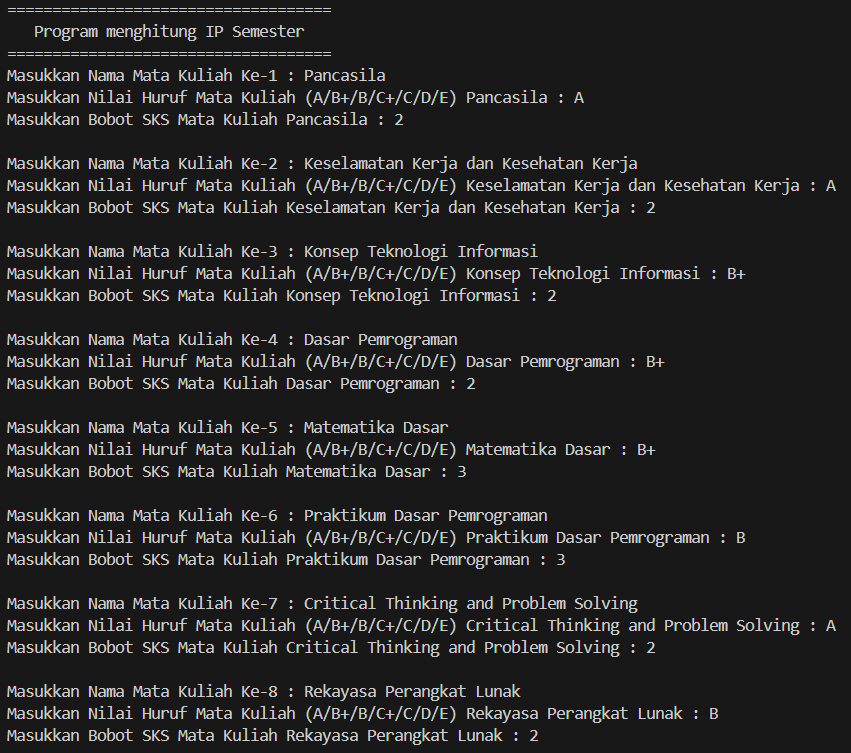 ====================================
Program menghitung IP Semester
====================================
Masukkan Nama Mata Kuliah Ke-1 : Pancasila
Masukkan Nilai Huruf Mata Kuliah (A/B+/B/C+/C/D/E) Pancasila : A
Masukkan Bobot SKS Mata Kuliah Pancasila : 2
Masukkan Nama Mata Kuliah Ke-2 : Keselamatan Kerja dan Kesehatan Kerja
Masukkan Nilai Huruf Mata Kuliah (A/B+/B/C+/C/D/E) Keselamatan Kerja dan Kesehatan Kerja : A
Masukkan Bobot SKS Mata Kuliah Keselamatan Kerja dan Kesehatan Kerja : 2
Masukkan Nama Mata Kuliah Ke-3 : Konsep Teknologi Informasi
Masukkan Nilai Huruf Mata Kuliah (A/B+/B/C+/C/D/E) Konsep Teknologi Informasi : B+
Masukkan Bobot SKS Mata Kuliah Konsep Teknologi Informasi : 2
Masukkan Nama Mata Kuliah Ke-4 : Dasar Pemrograman
Masukkan Nilai Huruf Mata Kuliah (A/B+/B/C+/C/D/E) Dasar Pemrograman : B+
Masukkan Bobot SKS Mata Kuliah Dasar Pemrograman : 2
Masukkan Nama Mata Kuliah Ke-5 : Matematika Dasar
Masukkan Nilai Huruf Mata Kuliah (A/B+/B/C+/C/D/E) Matematika Dasar : B+
Masukkan Bobot SKS Mata Kuliah Matematika Dasar : 3
Masukkan Nama Mata Kuliah Ke-6 : Praktikum Dasar Pemrograman
Masukkan Nilai Huruf Mata Kuliah (A/B+/B/C+/C/D/E) Praktikum Dasar Pemrograman : B
Masukkan Bobot SKS Mata Kuliah Praktikum Dasar Pemrograman : 3
Masukkan Nama Mata Kuliah Ke-7 : Critical Thinking and Problem Solving
Masukkan Nilai Huruf Mata Kuliah (A/B+/B/C+/C/D/E) Critical Thinking and Problem Solving : A
Masukkan Bobot SKS Mata Kuliah Critical Thinking and Problem Solving : 2
Masukkan Nama Mata Kuliah Ke-8 : Rekayasa Perangkat Lunak
Masukkan Nilai Huruf Mata Kuliah (A/B+/B/C+/C/D/E) Rekayasa Perangkat Lunak : B
Masukkan Bobot SKS Mata Kuliah Rekayasa Perangkat Lunak : 2